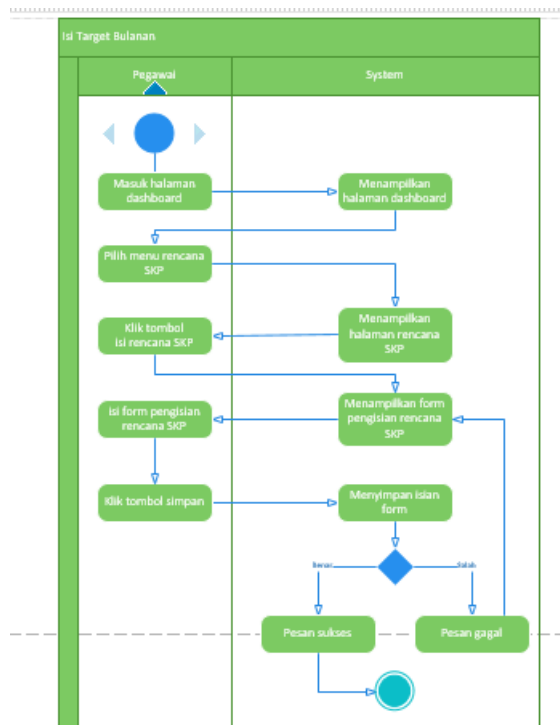 Isi Target Bulanan
Pegawai
System
Masuk halaman
dashboard
Menampilkan
halaman dashboard
Pilih menu rencana
SKP
Menampilkan
halaman rencana
SKP
Klik tombol
isi rencana SKP
Menampilkan form
pengisian rencana
SKP
isi form pengisian
rencana SKP
Klik tombol simpan
Menyimpan isian
form
Benar
Salah
Pesan sukses
Pesan gagal